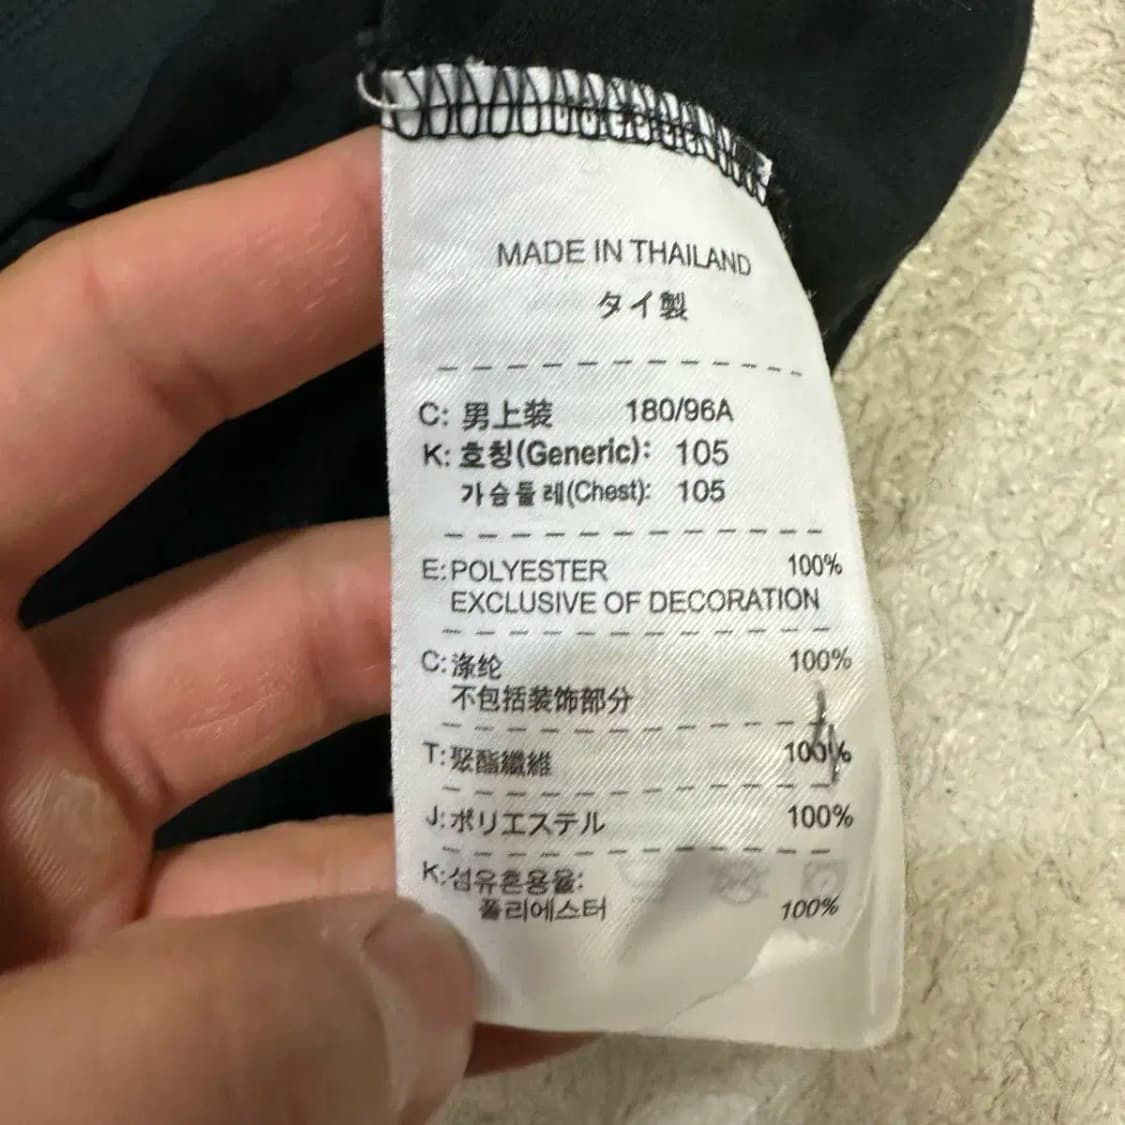 MADE IN THAILAND
タイ製
C: 男上装 180/96A
K: 호칭(Generic): 105
가슴둘레(Chest): 105
E: POLYESTER 100%
EXCLUSIVE OF DECORATION
C: 涤纶 100%
不包括装饰部分
T: 聚酯纖維 100%
J: ポリエステル 100%
K: 섬유혼용율:
폴리에스터 100%